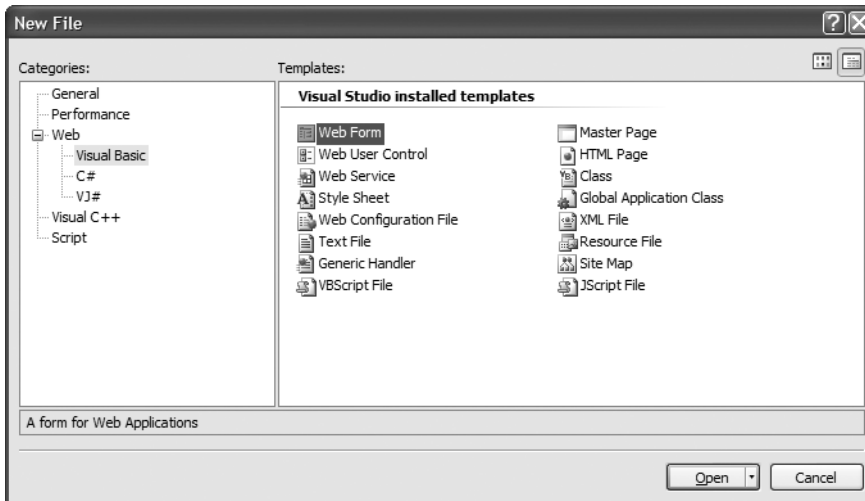 New File
Categories:
Templates:
General
Performance
Web
Visual Basic
C#
VJ#
Visual C++
Script
Visual Studio installed templates
Web Form
Master Page
Web User Control
HTML Page
Web Service
Class
Style Sheet
Global Application Class
Web Configuration File
XML File
Text File
Resource File
Generic Handler
Site Map
VBScript File
JScript File
A form for Web Applications
Open
Cancel